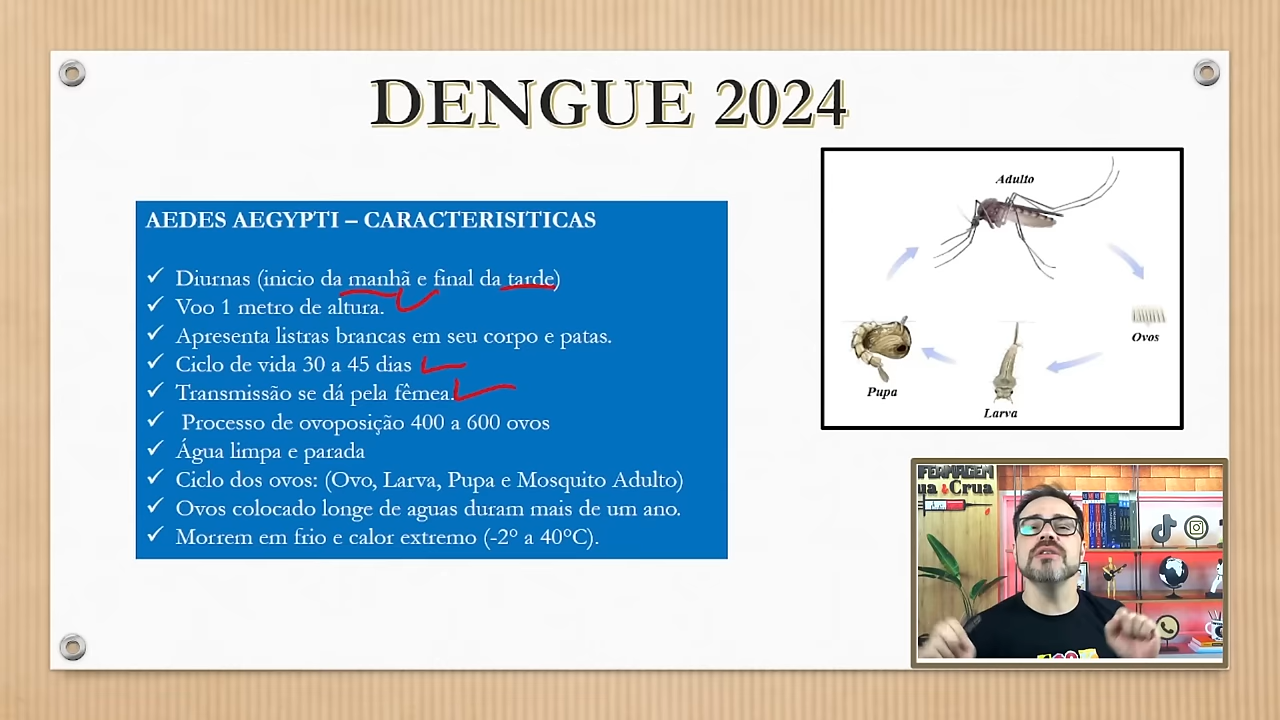 DENGUE 2024
AEDES AEGYPTI – CARACTERISITICAS
Diurnas (inicio da manhã e final da tarde)
Voo 1 metro de altura.
Apresenta listras brancas em seu corpo e patas.
Ciclo de vida 30 a 45 dias
Transmissão se dá pela fêmea.
Processo de ovoposição 400 a 600 ovos
Água limpa e parada
Ciclo dos ovos: (Ovo, Larva, Pupa e Mosquito Adulto)
Ovos colocado longe de aguas duram mais de um ano.
Morrem em frio e calor extremo (-2° a 40°C).
Adulto
Ovos
Larva
Pupa
FERMAGEM
ua Crua